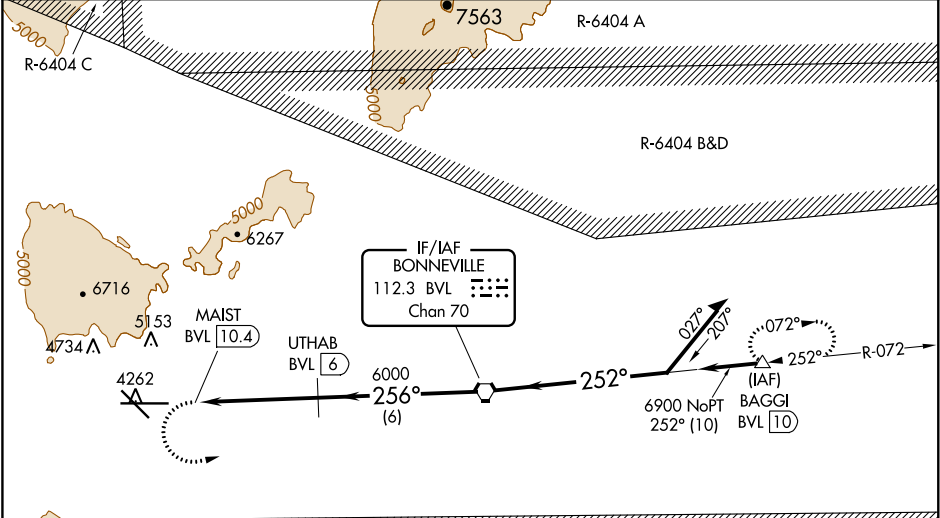 5000
R-6404 C
7563
R-6404 A
5000
R-6404 B&D
5000
6267
5000
6716
5153
4734
4262
MAIST
BVL 10.4
UTHAB
BVL 6
IF/IAF
BONNEVILLE
112.3 BVL
Chan 70
6000
256°
(6)
252°
027°
207°
072°
252°
R-072
(IAF)
BAGGI
BVL 10
6900 NoPT
252° (10)